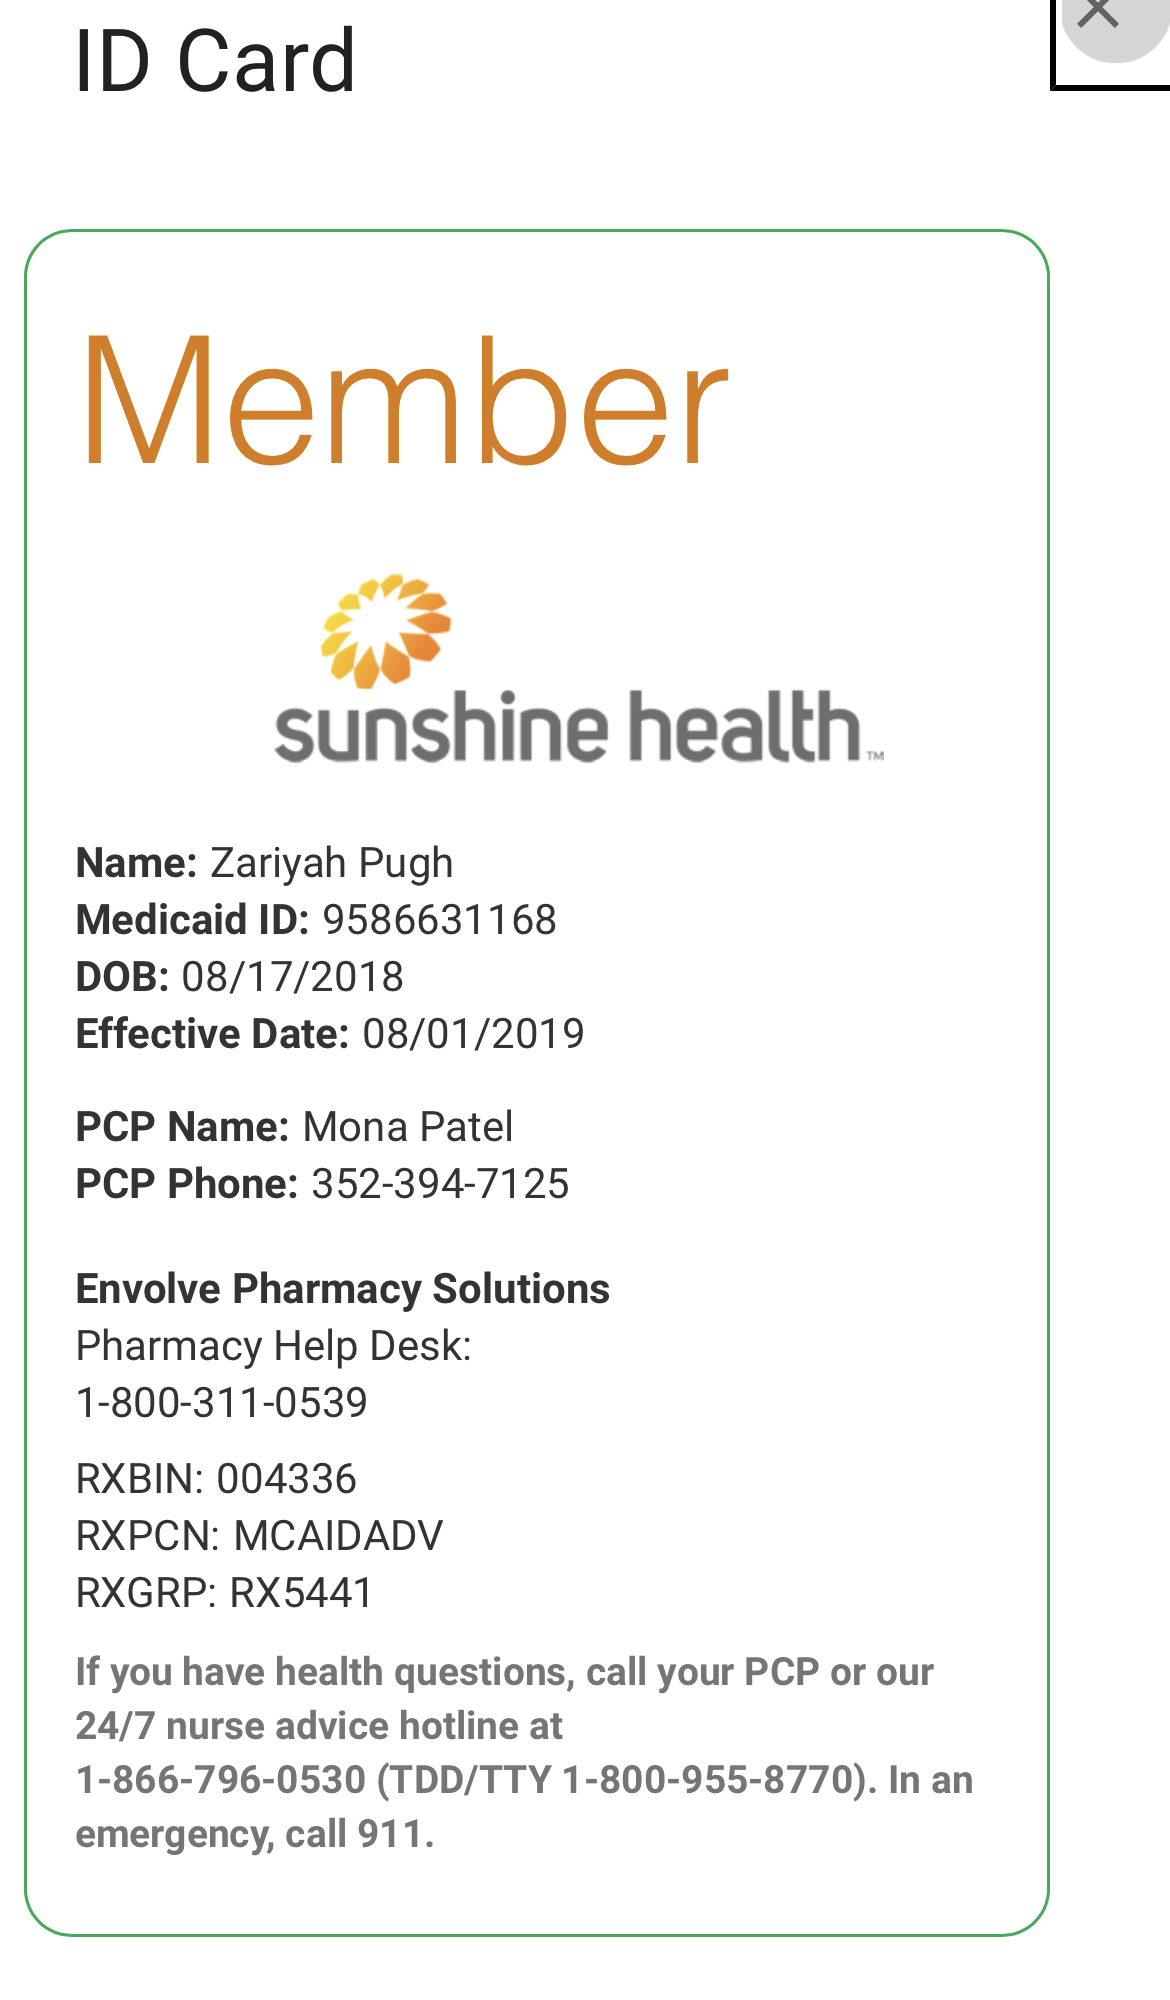 ID Card
Member
sunshine health™
Name: Zariyah Pugh
Medicaid ID: 9586631168
DOB: 08/17/2018
Effective Date: 08/01/2019
PCP Name: Mona Patel
PCP Phone: 352-394-7125
Envolve Pharmacy Solutions
Pharmacy Help Desk:
1-800-311-0539
RXBIN: 004336
RXPCN: MCAIDADV
RXGRP: RX5441
If you have health questions, call your PCP or our
24/7 nurse advice hotline at
1-866-796-0530 (TDD/TTY 1-800-955-8770). In an
emergency, call 911.